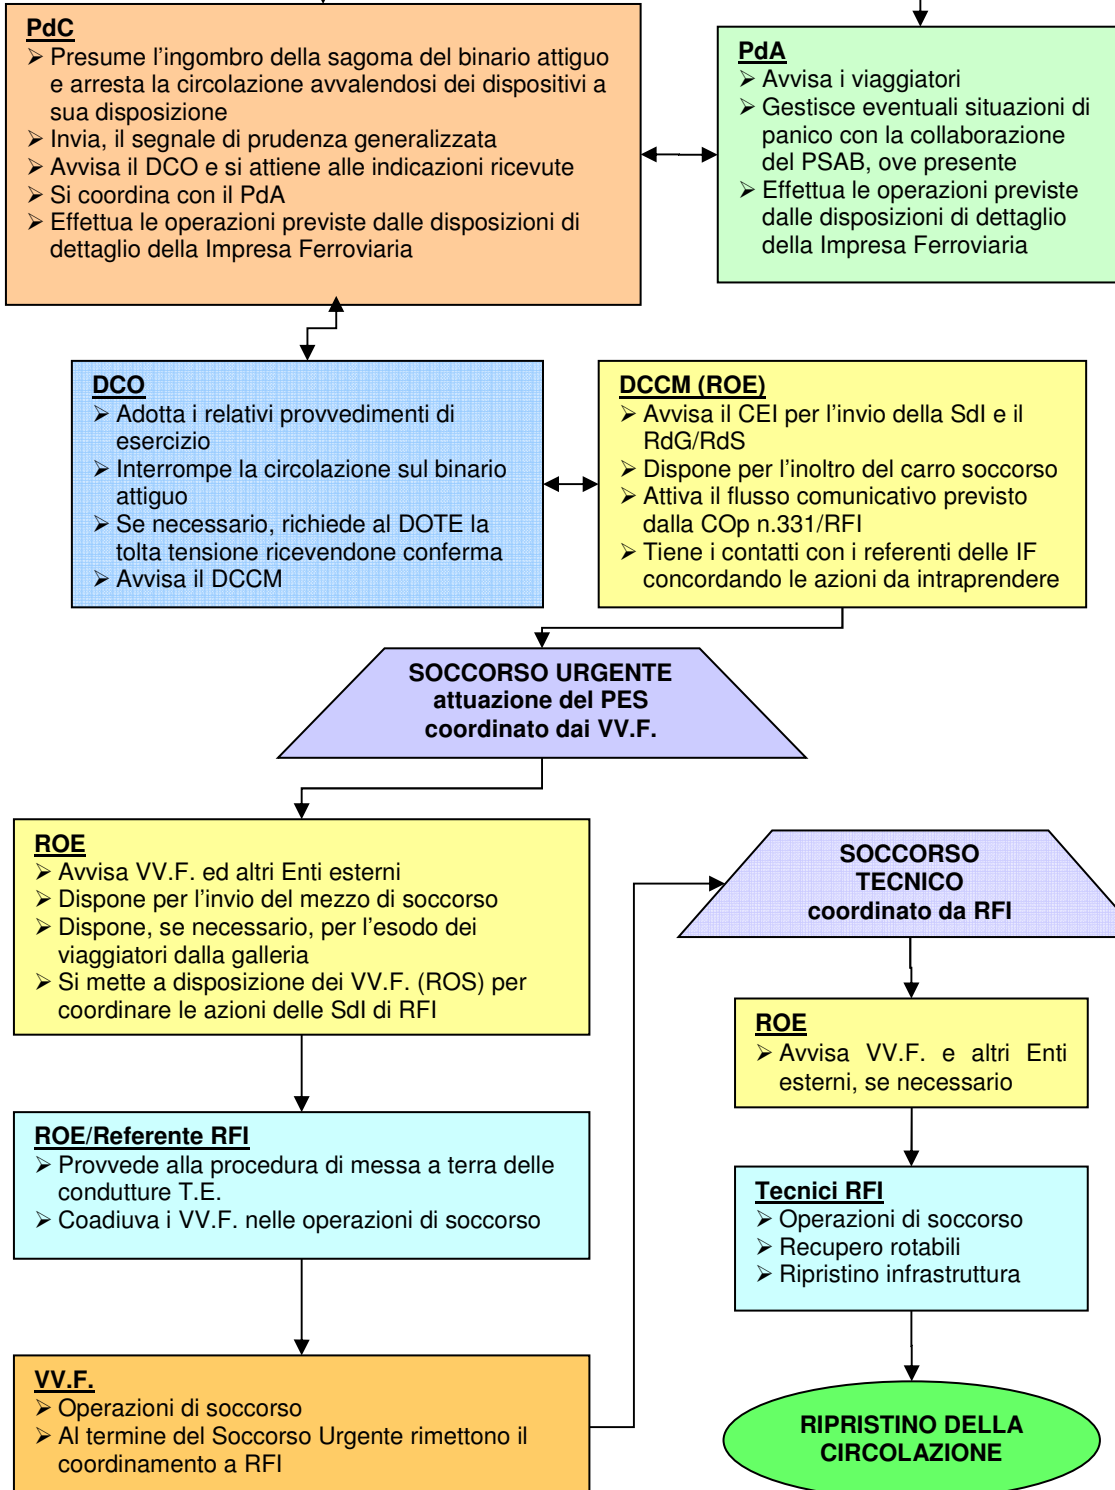 PdC
➢ Presume l'ingombro della sagoma del binario attiguo
e arresta la circolazione avvalendosi dei dispositivi a
sua disposizione
➢ Invia, il segnale di prudenza generalizzata
➢ Avvisa il DCO e si attiene alle indicazioni ricevute
➢ Si coordina con il PdA
➢ Effettua le operazioni previste dalle disposizioni di
dettaglio della Impresa Ferroviaria
PdA
➢ Avvisa i viaggiatori
➢ Gestisce eventuali situazioni di
panico con la collaborazione
del PSAB, ove presente
➢ Effettua le operazioni previste
dalle disposizioni di dettaglio
della Impresa Ferroviaria
DCO
➢ Adotta i relativi provvedimenti di
esercizio
➢ Interrompe la circolazione sul binario
attiguo
➢ Se necessario, richiede al DOTE la
tolta tensione ricevendone conferma
➢ Avvisa il DCCM
DCCM (ROE)
➢ Avvisa il CEI per l'invio della SdI e il
RdG/RdS
➢ Dispone per l'inoltro del carro soccorso
➢ Attiva il flusso comunicativo previsto
dalla COp n.331/RFI
➢ Tiene i contatti con i referenti delle IF
concordando le azioni da intraprendere
SOCCORSO URGENTE
attuazione del PES
coordinato dai VV.F.
ROE
➢ Avvisa VV.F. ed altri Enti esterni
➢ Dispone per l'invio del mezzo di soccorso
➢ Dispone, se necessario, per l'esodo dei
viaggiatori dalla galleria
➢ Si mette a disposizione dei VV.F. (ROS) per
coordinare le azioni delle SdI di RFI
ROE/Referente RFI
➢ Provvede alla procedura di messa a terra delle
condutture T.E.
➢ Coadiuva i VV.F. nelle operazioni di soccorso
VV.F.
➢ Operazioni di soccorso
➢ Al termine del Soccorso Urgente rimettono il
coordinamento a RFI
SOCCORSO
TECNICO
coordinato da RFI
ROE
➢ Avvisa VV.F. e altri Enti
esterni, se necessario
Tecnici RFI
➢ Operazioni di soccorso
➢ Recupero rotabili
➢ Ripristino infrastruttura
RIPRISTINO DELLA
CIRCOLAZIONE